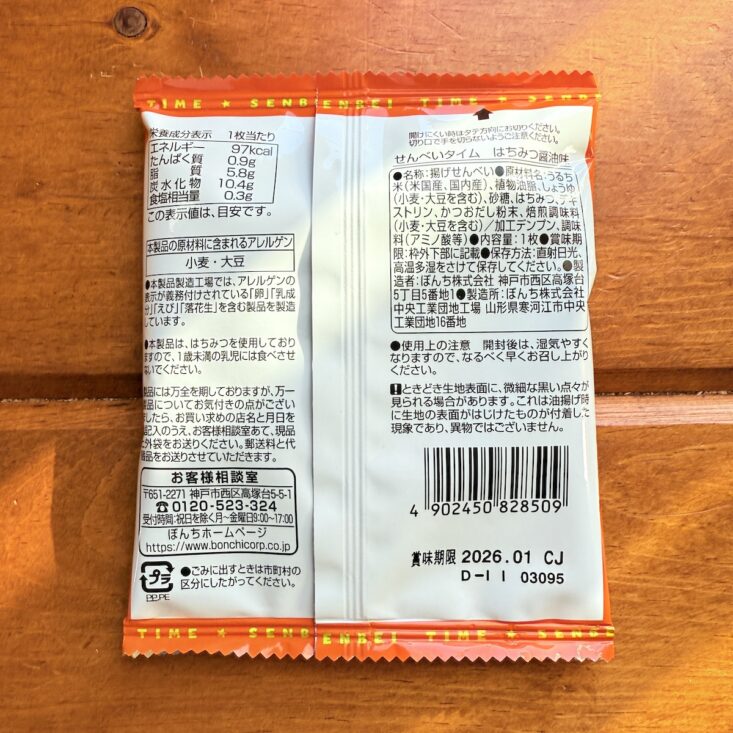 TIME ★ SENB ENBEI TIME ★ SENBE
栄養成分表示 1枚当たり
エネルギー 97kcal
たんぱく質 0.9g
脂質 5.8g
炭水化物 10.4g
食塩相当量 0.3g
この表示値は、目安です。
本製品の原材料に含まれるアレルゲン
小麦・大豆
●本製品製造工場では、アレルゲンの
表示が義務付けされている「卵」「乳成
分」「えび」「落花生」を含む製品を製造
しています。
●本製品は、はちみつを使用しており
ますので、1歳未満の乳児には食べさせ
ないでください。
製品には万全を期しておりますが、万一
製品についてお気付きの点がござい
ましたら、お買い求めの店名と月日を
記入のうえ、お客様相談室あて、現品
と外袋をお送りください。郵送料と代
替品をお送りさせていただきます。
お客様相談室
〒651-2271 神戸市西区高塚台5-5-1
☎0120-523-324
受付時間:祝日を除く月~金曜日9:00~17:00
ぼんちホームページ
https://www.bonchicorp.co.jp
プラ
PP,PE
●ごみに出すときは市町村の
区分にしたがってください。
開けにくい時はタテ方向にお切りください。
切り口で手を切らないようご注意ください。
せんべいタイム はちみつ醤油味
●名称:揚げせんべい●原材料名:うるち
米(米国産、国内産)、植物油脂、しょうゆ
(小麦・大豆を含む)、砂糖、はちみつ、デキ
ストリン、かつおだし粉末、焙煎調味料
(小麦・大豆を含む)/加工デンプン、調味
料(アミノ酸等)●内容量:1枚●賞味期
限:枠外下部に記載●保存方法:直射日光、
高温多湿をさけて保存してください。●製
造者:ぼんち株式会社 神戸市西区高塚台
5丁目5番地1●製造所:ぼんち株式会社
中央工業団地工場 山形県寒河江市中央
工業団地16番地
●使用上の注意 開封後は、湿気やすく
なりますので、なるべく早くお召し上がり
ください。
!ときどき生地表面に、微細な黒い点々が
見られる場合があります。これは油揚げ時
に生地の表面がはじけたものが付着した
現象であり、異物ではございません。
4 902450 828509
賞味期限 2026.01 CJ
D-11 03095
TIME ★ SENB ENBEI TIME ★ SENBE